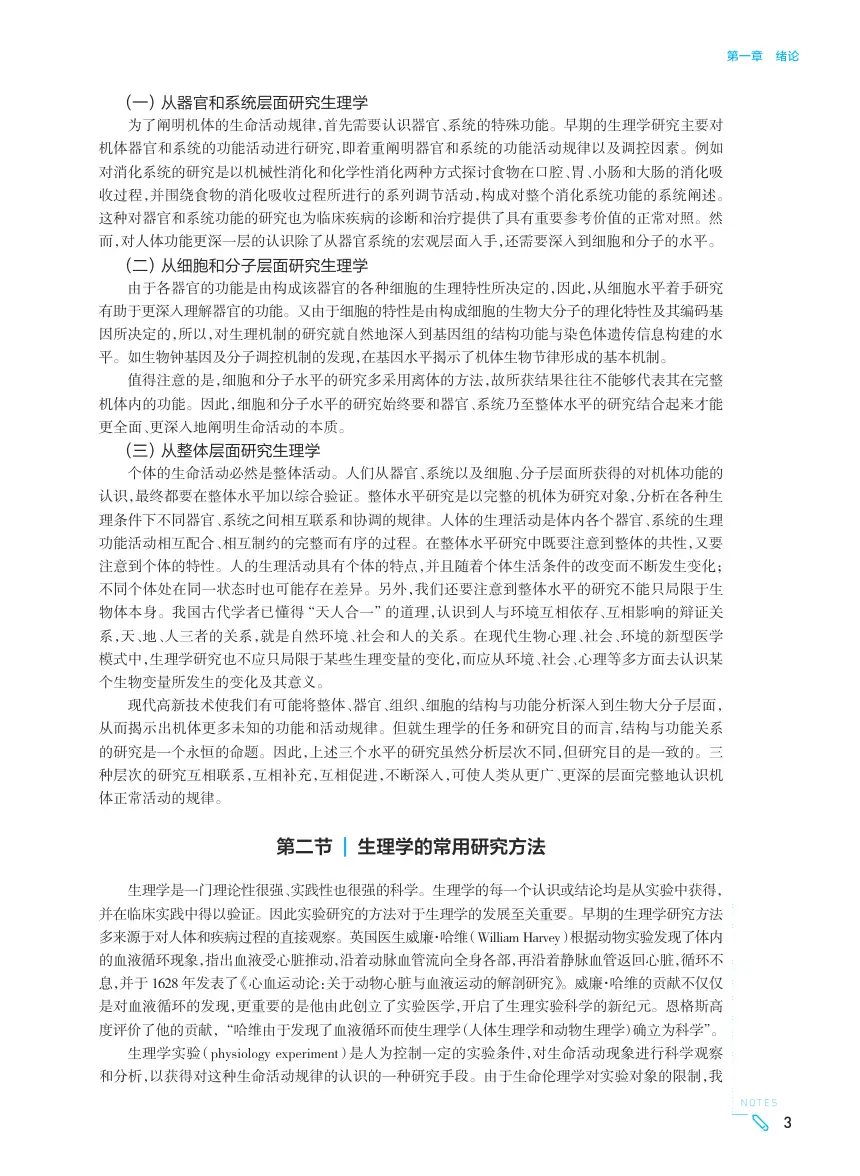 第一章 绪论
（一）从器官和系统层面研究生理学
为了阐明机体的生命活动规律，首先需要认识器官、系统的特殊功能。早期的生理学研究主要对
机体器官和系统的功能活动进行研究，即着重阐明器官和系统的功能活动规律以及调控因素。例如
对消化系统的研究是以机械性消化和化学性消化两种方式探讨食物在口腔、胃、小肠和大肠的消化吸
收过程，并围绕食物的消化吸收过程所进行的系列调节活动，构成对整个消化系统功能的系统阐述。
这种对器官和系统功能的研究也为临床疾病的诊断和治疗提供了具有重要参考价值的正常对照。然
而，对人体功能更深一层的认识除了从器官系统的宏观层面入手，还需要深入到细胞和分子的水平。
（二）从细胞和分子层面研究生理学
由于各器官的功能是由构成该器官的各种细胞的生理特性所决定的，因此，从细胞水平着手研究
有助于更深入理解器官的功能。又由于细胞的特性是由构成细胞的生物大分子的理化特性及其编码基
因所决定的，所以，对生理机制的研究就自然地深入到基因组的结构功能与染色体遗传信息构建的水
平。如生物钟基因及分子调控机制的发现，在基因水平揭示了机体生物节律形成的基本机制。
值得注意的是，细胞和分子水平的研究多采用离体的方法，故所获结果往往不能够代表其在完整
机体内的功能。因此，细胞和分子水平的研究始终要和器官、系统乃至整体水平的研究结合起来才能
更全面、更深入地阐明生命活动的本质。
（三）从整体层面研究生理学
个体的生命活动必然是整体活动。人们从器官、系统以及细胞、分子层面所获得的对机体功能的
认识，最终都要在整体水平加以综合验证。整体水平研究是以完整的机体为研究对象，分析在各种生
理条件下不同器官、系统之间相互联系和协调的规律。人体的生理活动是体内各个器官、系统的生理
功能活动相互配合、相互制约的完整而有序的过程。在整体水平研究中既要注意到整体的共性，又要
注意到个体的特性。人的生理活动具有个体的特点，并且随着个体生活条件的改变而不断发生变化；
不同个体处在同一状态时也可能存在差异。另外，我们还要注意到整体水平的研究不能只局限于生
物体本身。我国古代学者已懂得“天人合一”的道理，认识到人与环境互相依存、互相影响的辩证关
系，天、地、人三者的关系，就是自然环境、社会和人的关系。在现代生物心理、社会、环境的新型医学
模式中，生理学研究也不应只局限于某些生理变量的变化，而应从环境、社会、心理等多方面去认识某
个生物变量所发生的变化及其意义。
现代高新技术使我们有可能将整体、器官、组织、细胞的结构与功能分析深入到生物大分子层面，
从而揭示出机体更多未知的功能和活动规律。但就生理学的任务和研究目的而言，结构与功能关系
的研究是一个永恒的命题。因此，上述三个水平的研究虽然分析层次不同，但研究目的是一致的。三
种层次的研究互相联系，互相补充，互相促进，不断深入，可使人类从更广、更深的层面完整地认识机
体正常活动的规律。
第二节 | 生理学的常用研究方法
生理学是一门理论性很强、实践性也很强的科学。生理学的每一个认识或结论均是从实验中获得，
并在临床实践中得以验证。因此实验研究的方法对于生理学的发展至关重要。早期的生理学研究方法
多来源于对人体和疾病过程的直接观察。英国医生威廉·哈维（William Harvey）根据动物实验发现了体内
的血液循环现象，指出血液受心脏推动，沿着动脉血管流向全身各部，再沿着静脉血管返回心脏，循环不
息，并于 1628 年发表了《心血运动论：关于动物心脏与血液运动的解剖研究》。威廉·哈维的贡献不仅仅
是对血液循环的发现，更重要的是他由此创立了实验医学，开启了生理实验科学的新纪元。恩格斯高
度评价了他的贡献，“哈维由于发现了血液循环而使生理学（人体生理学和动物生理学）确立为科学”。
生理学实验（physiology experiment）是人为控制一定的实验条件，对生命活动现象进行科学观察
和分析，以获得对这种生命活动规律的认识的一种研究手段。由于生命伦理学对实验对象的限制，我
NOTES
3